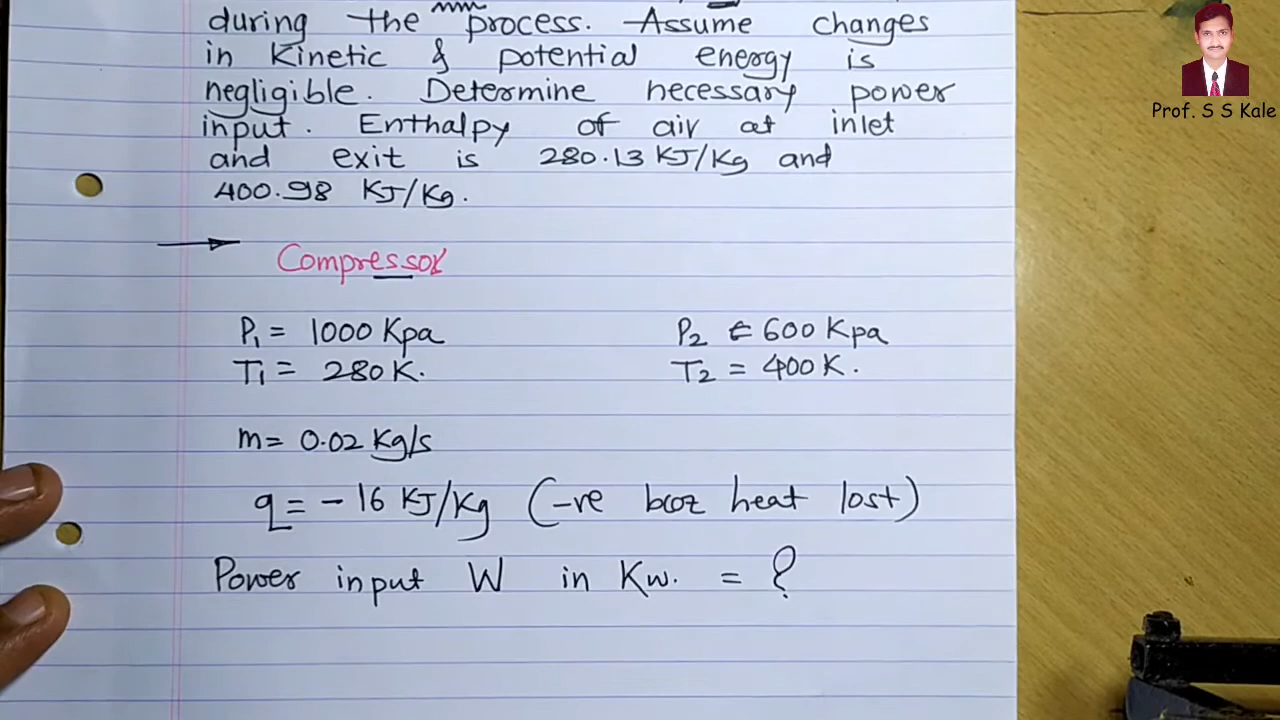 during the process. Assume changes
in Kinetic & potential energy is
negligible. Determine necessary power
input. Enthalpy of air at inlet
and exit is 280.13 KJ/Kg and
400.98 KJ/Kg.
Compressor
P1 = 1000 Kpa P2 = 600 Kpa
T1 = 280 K. T2 = 400 K.
m = 0.02 Kg/s
q = - 16 KJ/Kg (-ve bcoz heat lost)
Power input W in Kw. = ?
Prof. S S Kale